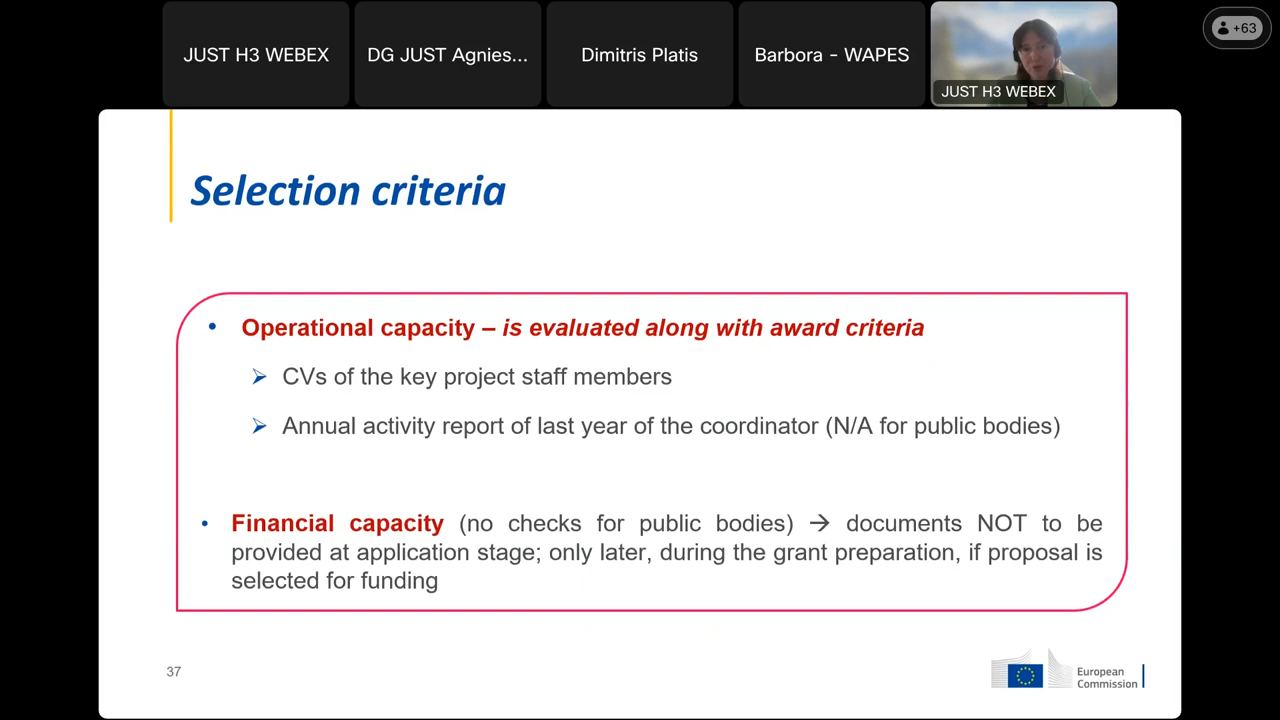 JUST H3 WEBEX
DG JUST Agnies...
Dimitris Platis
Barbora - WAPES
JUST H3 WEBEX
+63
Selection criteria
• Operational capacity – is evaluated along with award criteria
➢ CVs of the key project staff members
➢ Annual activity report of last year of the coordinator (N/A for public bodies)
• Financial capacity (no checks for public bodies) → documents NOT to be
provided at application stage; only later, during the grant preparation, if proposal is
selected for funding
37
European
Commission